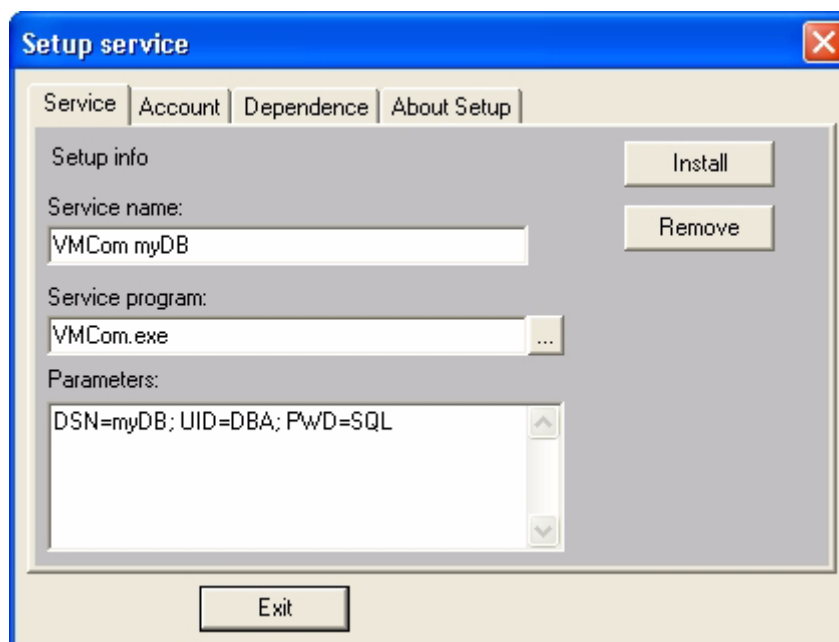 Setup service
Service Account Dependence About Setup
Setup info
Install
Service name:
Remove
VMCom myDB
Service program:
VMCom.exe
...
Parameters:
DSN=myDB; UID=DBA; PWD=SQL
Exit